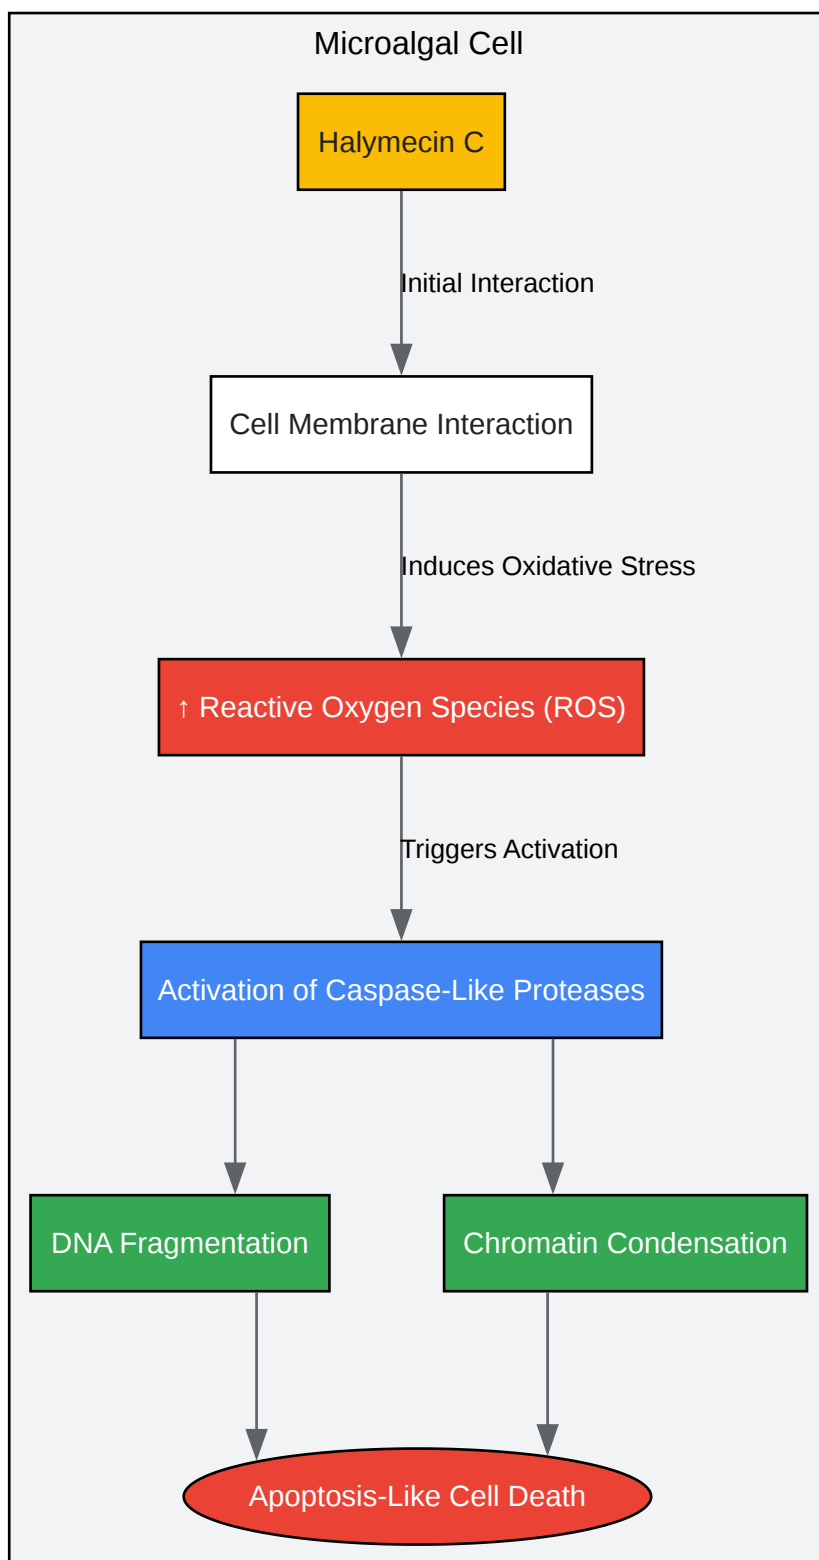 Microalgal Cell
Halymecin C
Initial Interaction
Cell Membrane Interaction
Induces Oxidative Stress
↑ Reactive Oxygen Species (ROS)
Triggers Activation
Activation of Caspase-Like Proteases
DNA Fragmentation
Chromatin Condensation
Apoptosis-Like Cell Death